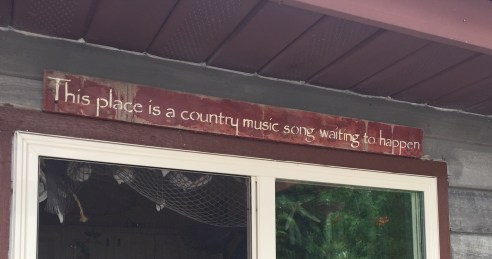 This place is a country music song waiting to happen